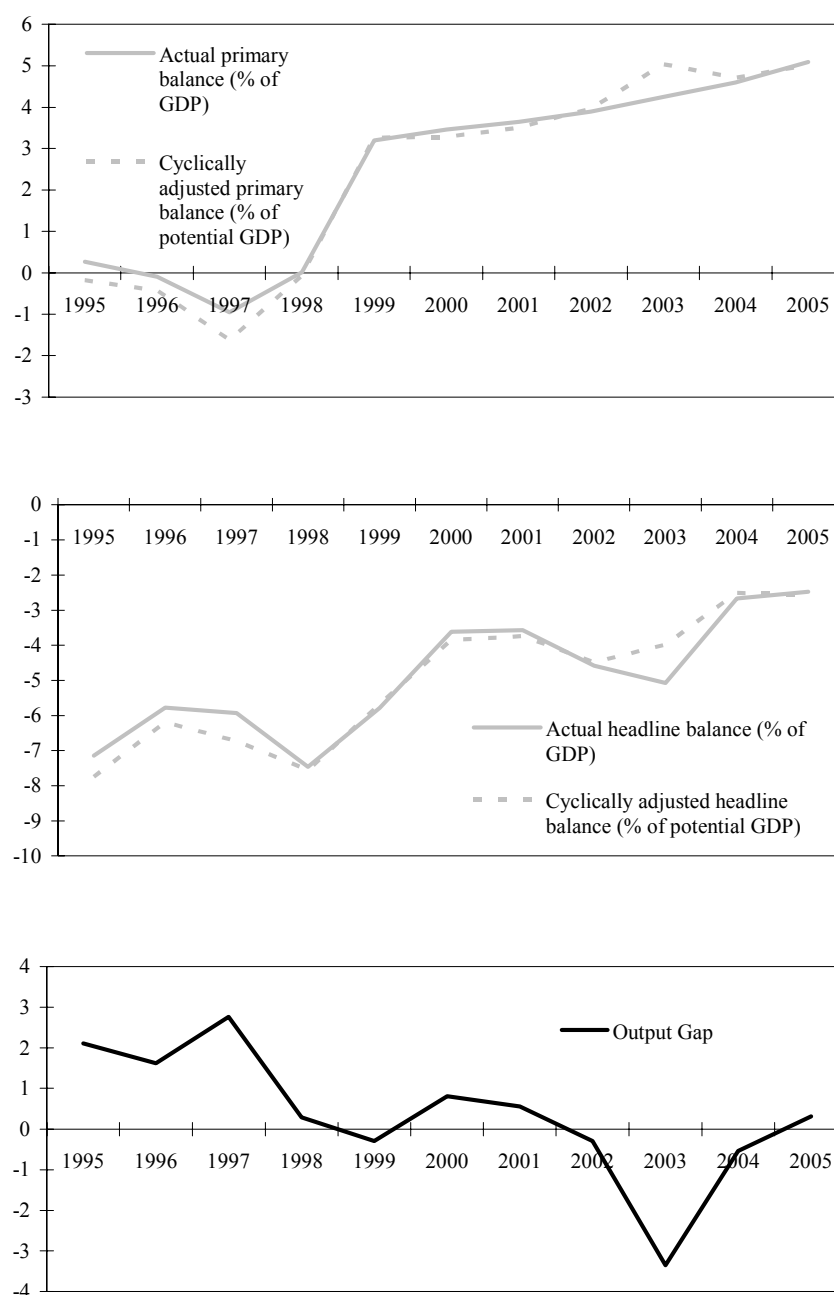 6
5
4
3
2
1
0
-1
-2
-3
Actual primary
balance (% of
GDP)
Cyclically
adjusted primary
balance (% of
potential GDP)
1995 1996 1997 1998 1999 2000 2001 2002 2003 2004 2005
0
-1
-2
-3
-4
-5
-6
-7
-8
-9
-10
1995 1996 1997 1998 1999 2000 2001 2002 2003 2004 2005
Actual headline balance (% of
GDP)
Cyclically adjusted headline
balance (% of potential GDP)
4
3
2
1
0
-1
-2
-3
-4
Output Gap
1995 1996 1997 1998 1999 2000 2001 2002 2003 2004 2005